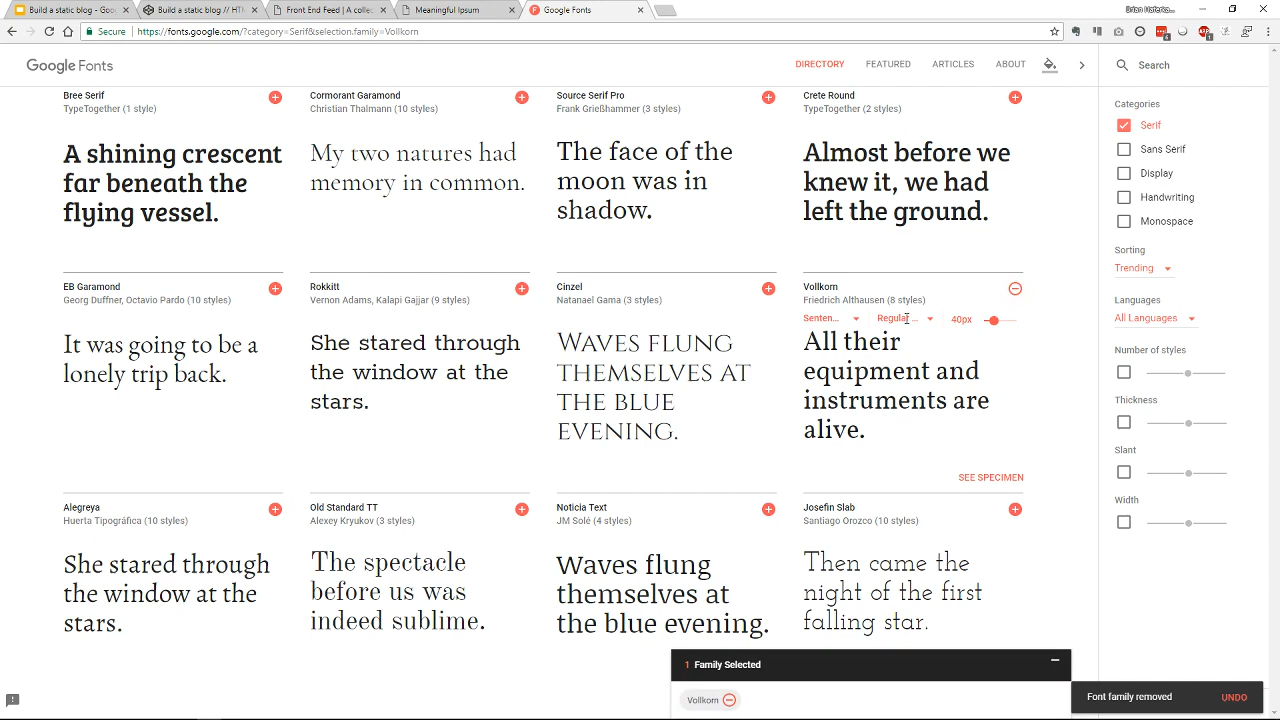 Build a static blog - Goo
Build a static blog // HTM
Front End Feed | A collec
Meaningful Ipsum
Google Fonts
Secure
https://fonts.google.com/?category=Serif&selection.family=Vollkorn
Google Fonts
DIRECTORY
FEATURED
ARTICLES
ABOUT
Search
Bree Serif
TypeTogether (1 style)
A shining crescent
far beneath the
flying vessel.
Cormorant Garamond
Christian Thalmann (10 styles)
My two natures had
memory in common.
Source Serif Pro
Frank Grießhammer (3 styles)
The face of the
moon was in
shadow.
Crete Round
TypeTogether (2 styles)
Almost before we
knew it, we had
left the ground.
EB Garamond
Georg Duffner, Octavio Pardo (10 styles)
It was going to be a
lonely trip back.
Rokkitt
Vernon Adams, Kalapi Gajjar (9 styles)
She stared through
the window at the
stars.
Cinzel
Natanael Gama (3 styles)
Waves flung
themselves at
the blue
evening.
Vollkorn
Friedrich Althausen (8 styles)
Senten...
Regular ...
40px
All their
equipment and
instruments are
alive.
SEE SPECIMEN
Alegreya
Huerta Tipográfica (10 styles)
She stared through
the window at the
stars.
Old Standard TT
Alexey Kryukov (3 styles)
The spectacle
before us was
indeed sublime.
Noticia Text
JM Solé (4 styles)
Waves flung
themselves at
the blue evening.
Josefin Slab
Santiago Orozco (10 styles)
Then came the
night of the first
falling star.
Categories
Serif
Sans Serif
Display
Handwriting
Monospace
Sorting
Trending
Languages
All Languages
Number of styles
Thickness
Slant
Width
1 Family Selected
Vollkorn
Font family removed
UNDO